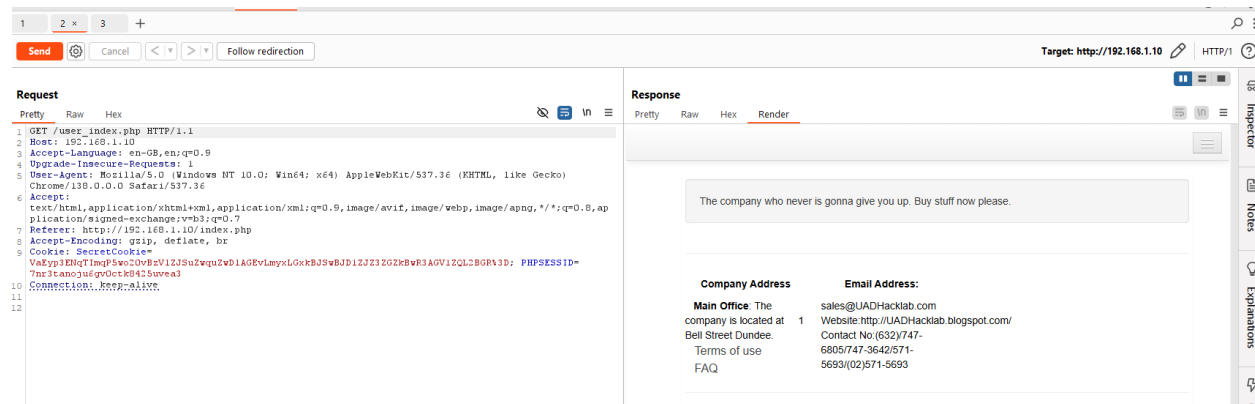 1 2 × 3 +
Send Cancel < > Follow redirection Target: http://192.168.1.10 HTTP/1
Request
Pretty Raw Hex \n
1 GET /user_index.php HTTP/1.1
2 Host: 192.168.1.10
3 Accept-Language: en-GB,en;q=0.9
4 Upgrade-Insecure-Requests: 1
5 User-Agent: Mozilla/5.0 (Windows NT 10.0; Win64; x64) AppleWebKit/537.36 (KHTML, like Gecko)
Chrome/138.0.0.0 Safari/537.36
6 Accept:
text/html,application/xhtml+xml,application/xml;q=0.9,image/avif,image/webp,image/apng,*/*;q=0.8,ap
plication/signed-exchange;v=b3;q=0.7
7 Referer: http://192.168.1.10/index.php
8 Accept-Encoding: gzip, deflate, br
9 Cookie: SecretCookie=
PHPSESSID=
10 Connection: keep-alive
11
12
Response
Pretty Raw Hex Render \n
The company who never is gonna give you up. Buy stuff now please.
Company Address Email Address:
Main Office: The sales@UADHacklab.com
company is located at 1 Website:http://UADHacklab.blogspot.com/
Bell Street Dundee. Contact No:(632)/747-
Terms of use 6805/747-3642/571-
FAQ 5693/(02)571-5693
Inspector
Notes
Explanations